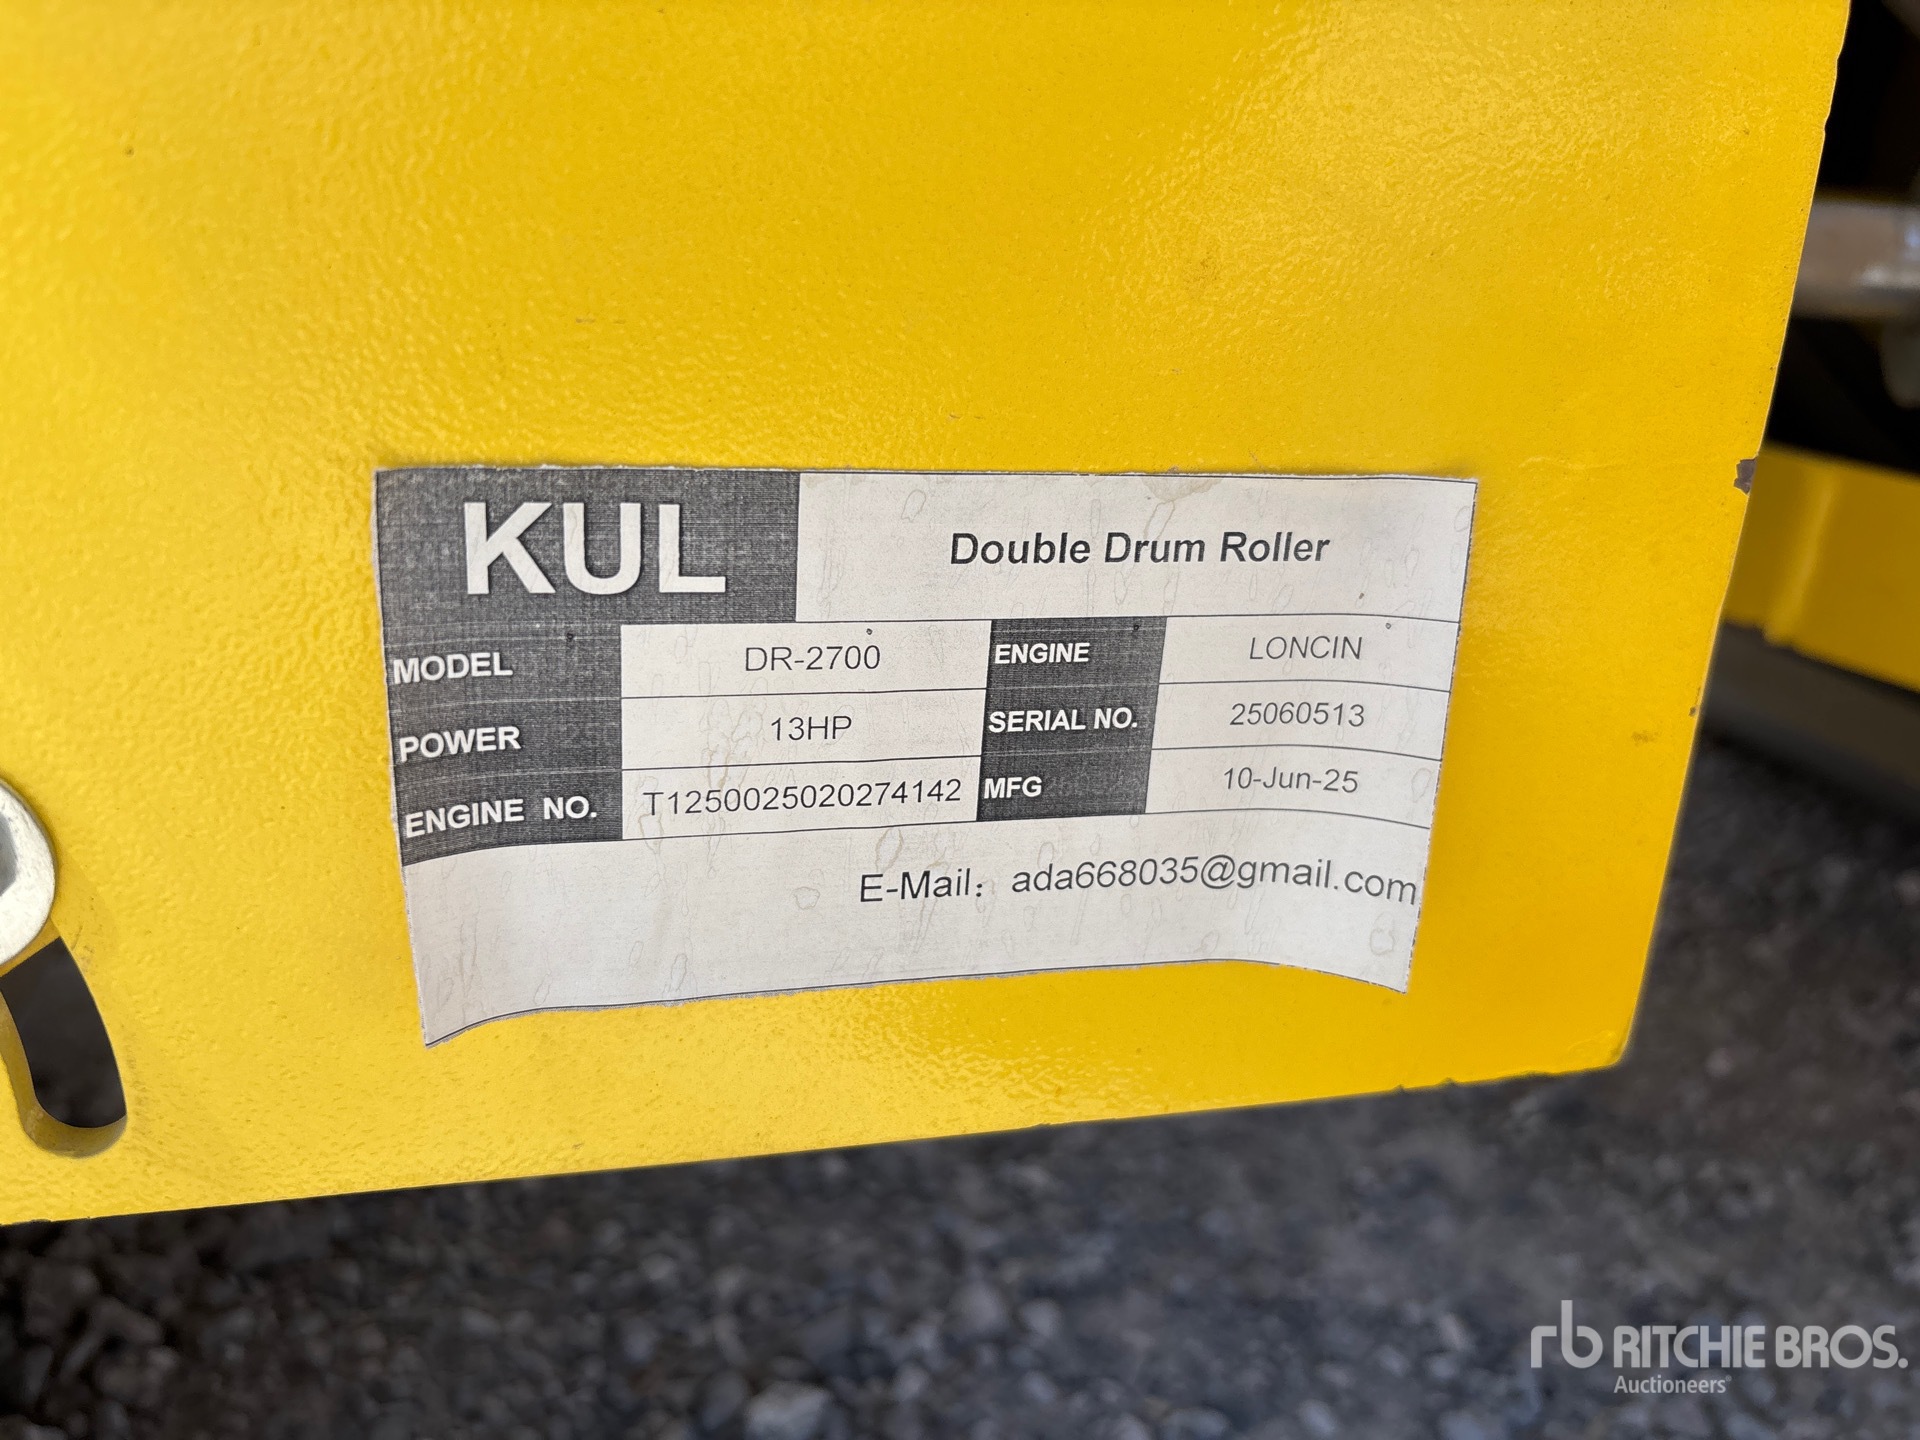 KUL Double Drum Roller
MODEL DR-2700 ENGINE LONCIN
POWER 13HP SERIAL NO. 25060513
ENGINE NO. T1250025020274142 MFG 10-Jun-25
E-Mail: ada668035@gmail.com
rb RITCHIE BROS.
Auctioneers